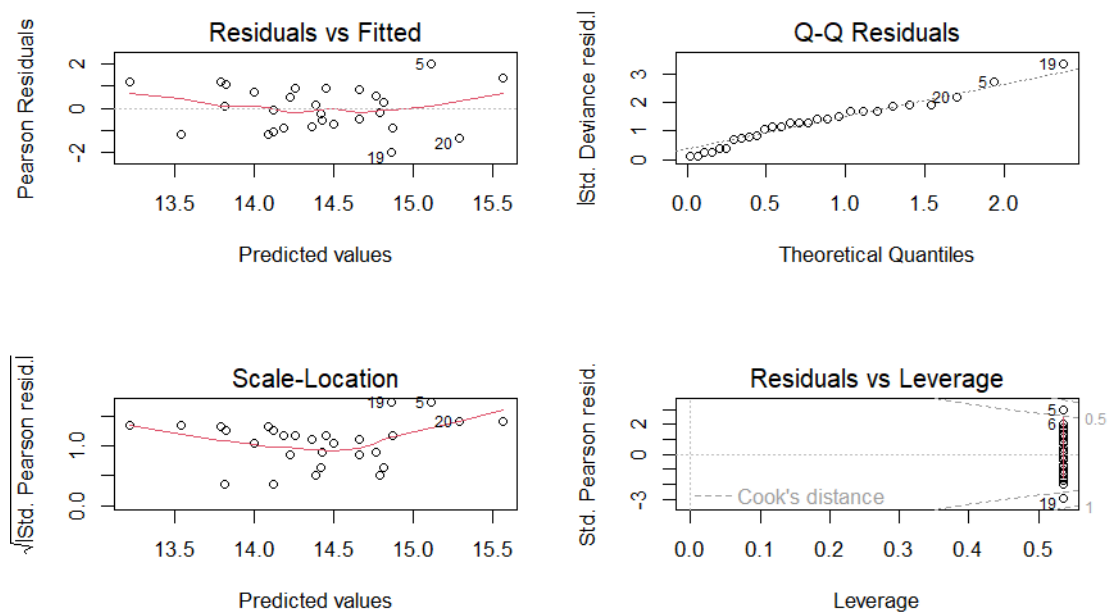 Residuals vs Fitted
Pearson Residuals
2
0
-2
5
19
20
13.5 14.0 14.5 15.0 15.5
Predicted values
Q-Q Residuals
|Std. Deviance resid.|
3
2
1
0
19
5
20
0.0 0.5 1.0 1.5 2.0
Theoretical Quantiles
Scale-Location
√|Std. Pearson resid.|
1.0
0.0
19
5
20
13.5 14.0 14.5 15.0 15.5
Predicted values
Residuals vs Leverage
Std. Pearson resid.
2
0
-3
5
6
19
0.5
1
Cook's distance
0.0 0.1 0.2 0.3 0.4 0.5
Leverage